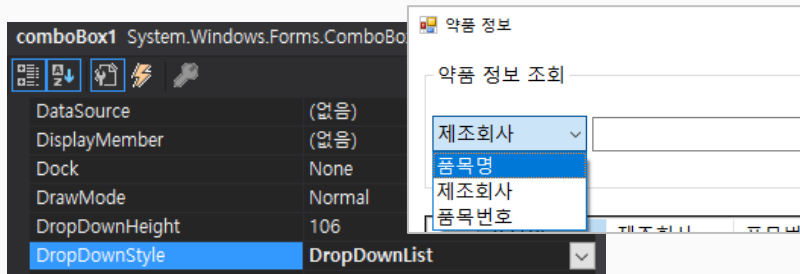 comboBox1 System.Windows.Forms.ComboBo
DataSource (없음)
DisplayMember (없음)
Dock None
DrawMode Normal
DropDownHeight 106
DropDownStyle DropDownList
약품 정보
약품 정보 조회
제조회사
품목명
제조회사
품목번호